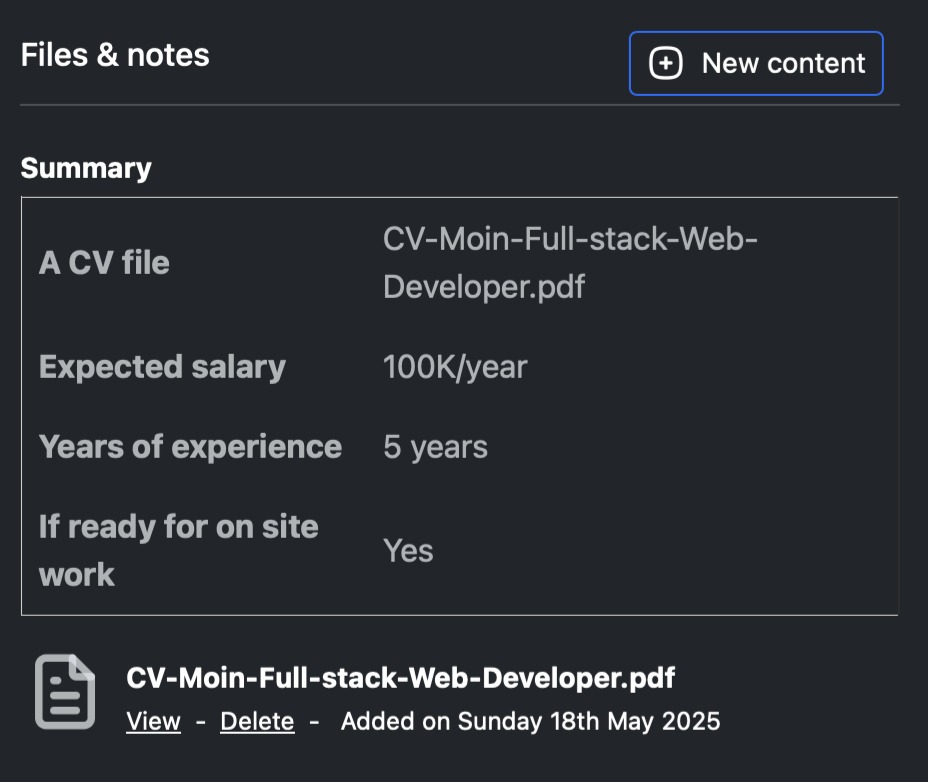 Files & notes
New content
Summary
A CV file
CV-Moin-Full-stack-Web-
Developer.pdf
Expected salary
100K/year
Years of experience
5 years
If ready for on site
work
Yes
CV-Moin-Full-stack-Web-Developer.pdf
View - Delete - Added on Sunday 18th May 2025